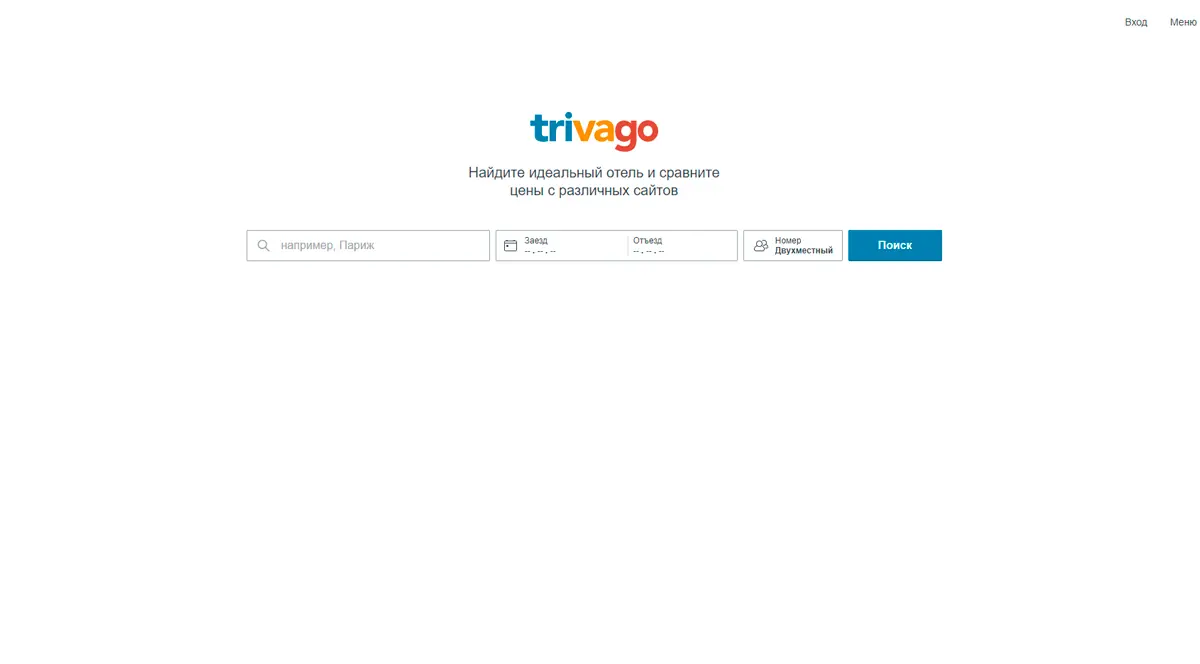 Вход Меню
trivago
Найдите идеальный отель и сравните
цены с различных сайтов
например, Париж
Заезд
-- . -- . --
Отъезд
-- . -- . --
Номер
Двухместный
Поиск